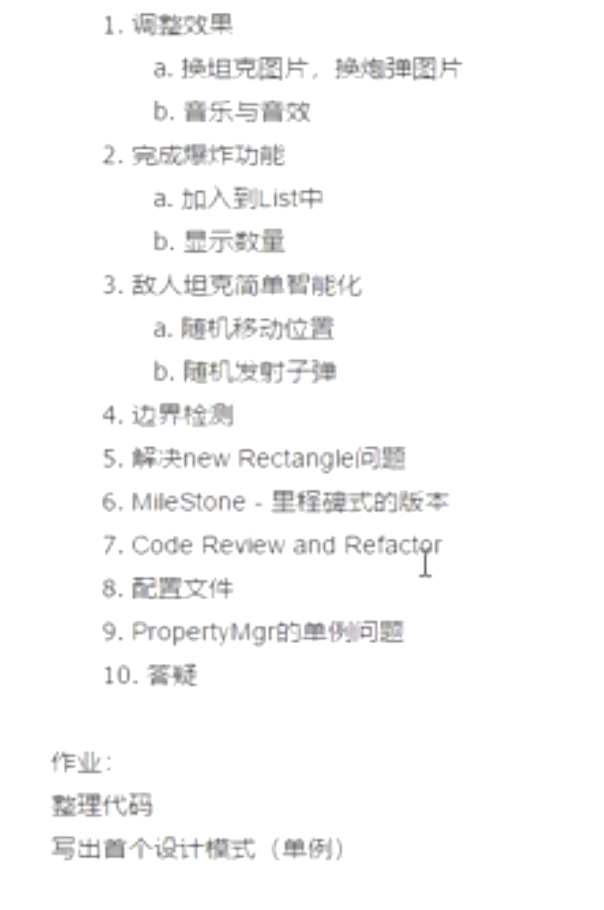 1. 调整效果
a. 换坦克图片，换炮弹图片
b. 音乐与音效
2. 完成爆炸功能
a. 加入到List中
b. 显示数量
3. 敌人坦克简单智能化
a. 随机移动位置
b. 随机发射子弹
4. 边界检测
5. 解决new Rectangle问题
6. MileStone - 里程碑式的版本
7. Code Review and Refactor
8. 配置文件
9. PropertyMgr的单例问题
10. 答疑
作业：
整理代码
写出首个设计模式（单例）